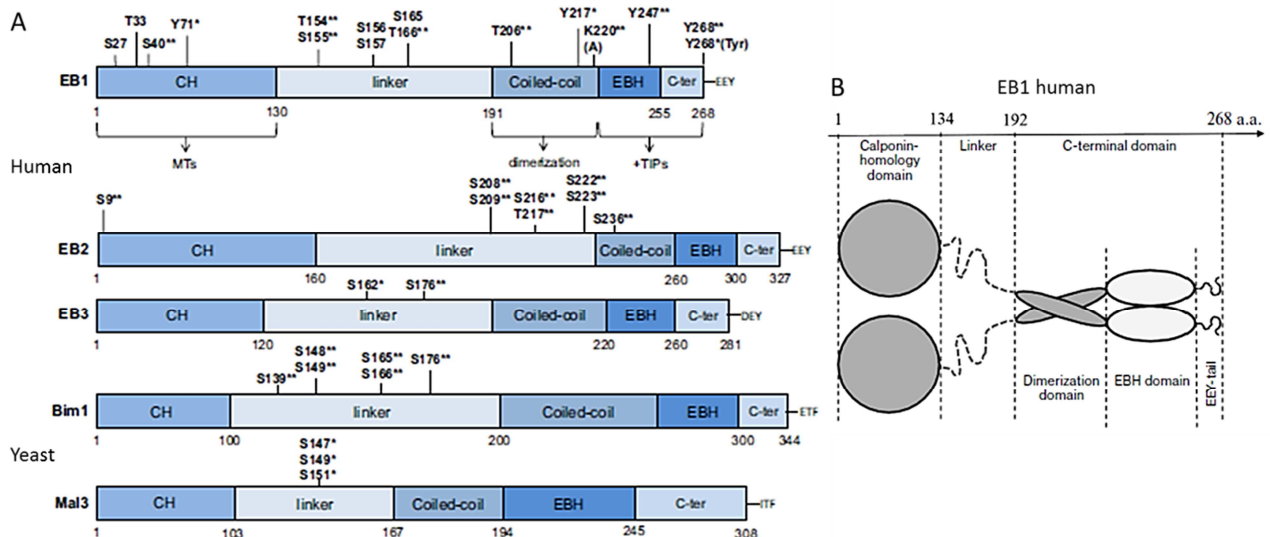 A
T33
Y71*
S27
S40**
T154**
S155**
S156
S157
S165
T166**
T206**
Y217*
K220**
(A)
Y247**
Y268**
Y268*(Tyr)
EB1 CH linker Coiled-coil EBH C-ter EEY
1 130 191 255 268
MTs dimerization +TIPs
Human
S9**
S208**
S209**
S216**
T217**
S222**
S223**
S236**
EB2 CH linker Coiled-coil EBH C-ter EEY
1 160 260 300 327
S162* S176**
EB3 CH linker Coiled-coil EBH C-ter DEY
1 120 220 260 281
S139**
S148**
S149**
S165**
S166**
S176**
Bim1 CH linker Coiled-coil EBH C-ter ETF
1 100 200 300 344
Yeast
S147*
S149*
S151*
Mal3 CH linker Coiled-coil EBH C-ter ITF
1 103 167 194 245 308
B EB1 human
1 134 192 268 a.a.
Calponin-
homology
domain
Linker
C-terminal domain
Dimerization
domain
EBH domain
EEY-tail